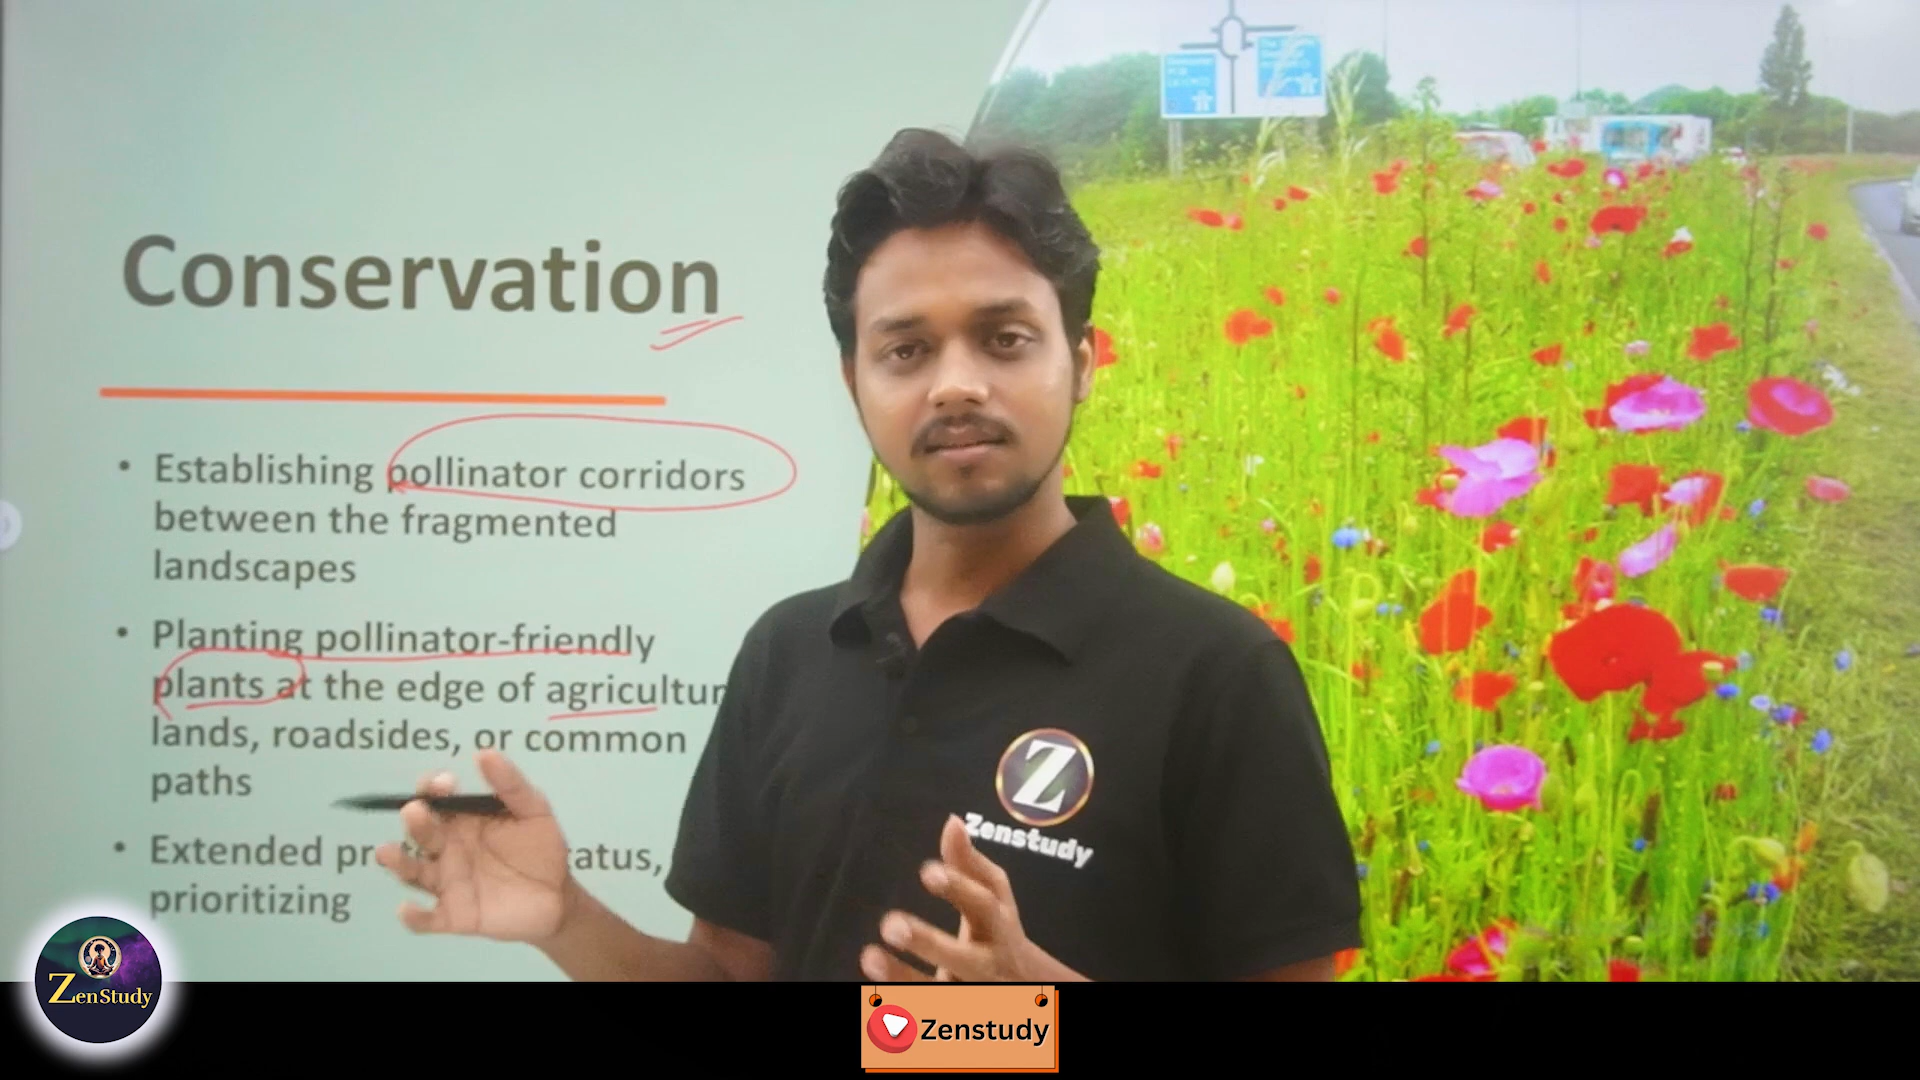 Conservation
Establishing pollinator corridors
between the fragmented
landscapes
Planting pollinator-friendly
plants at the edge of agricultur
lands, roadsides, or common
paths
Extended pr
atus,
prioritizing
Z
Zenstudy
ZenStudy
Zenstudy